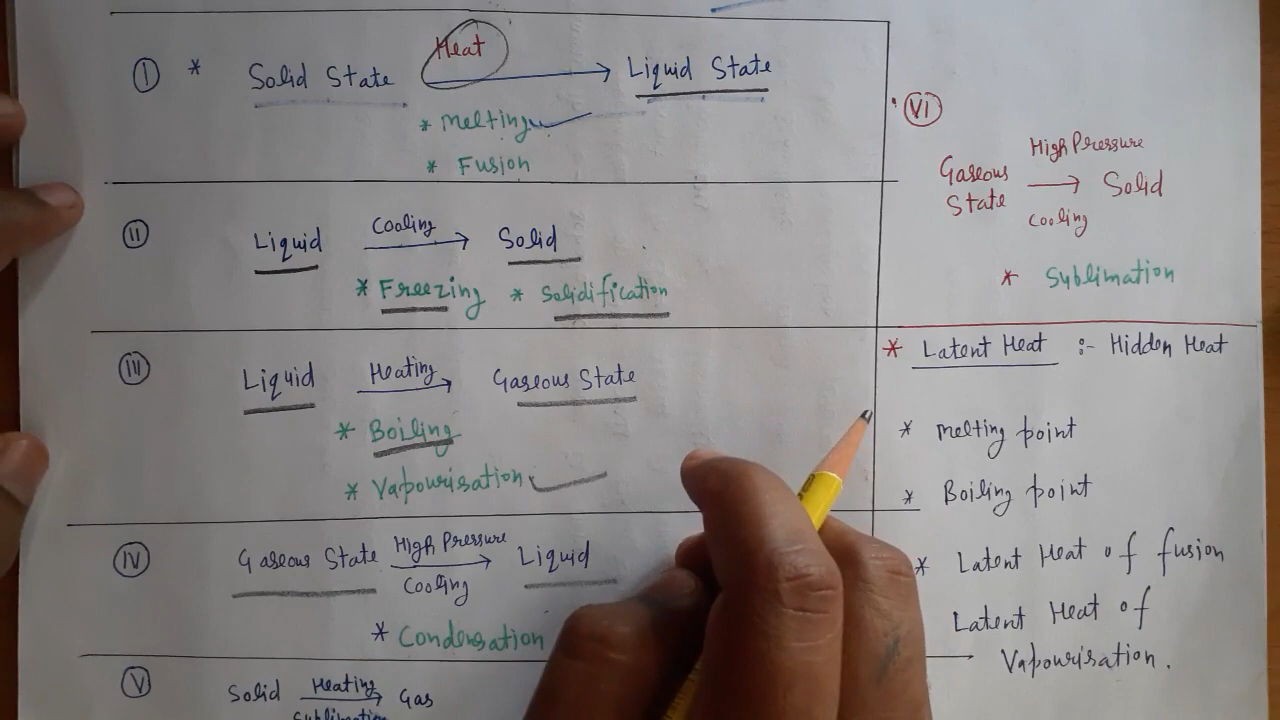 Heat
I * Solid State → Liquid State
* Melting
* Fusion
II Liquid Cooling → Solid
* Freezing * Solidification
III Liquid Heating → Gaseous State
* Boiling
* Vapourisation
IV Gaseous State High Pressure → Liquid
Cooling
* Condensation
V Solid Heating → Gas
Sublimation
VI
High Pressure
Gaseous State → Solid
Cooling
* Sublimation
* Latent Heat :- Hidden Heat
* Melting point
* Boiling point
* Latent Heat of fusion
Latent Heat of
Vapourisation.